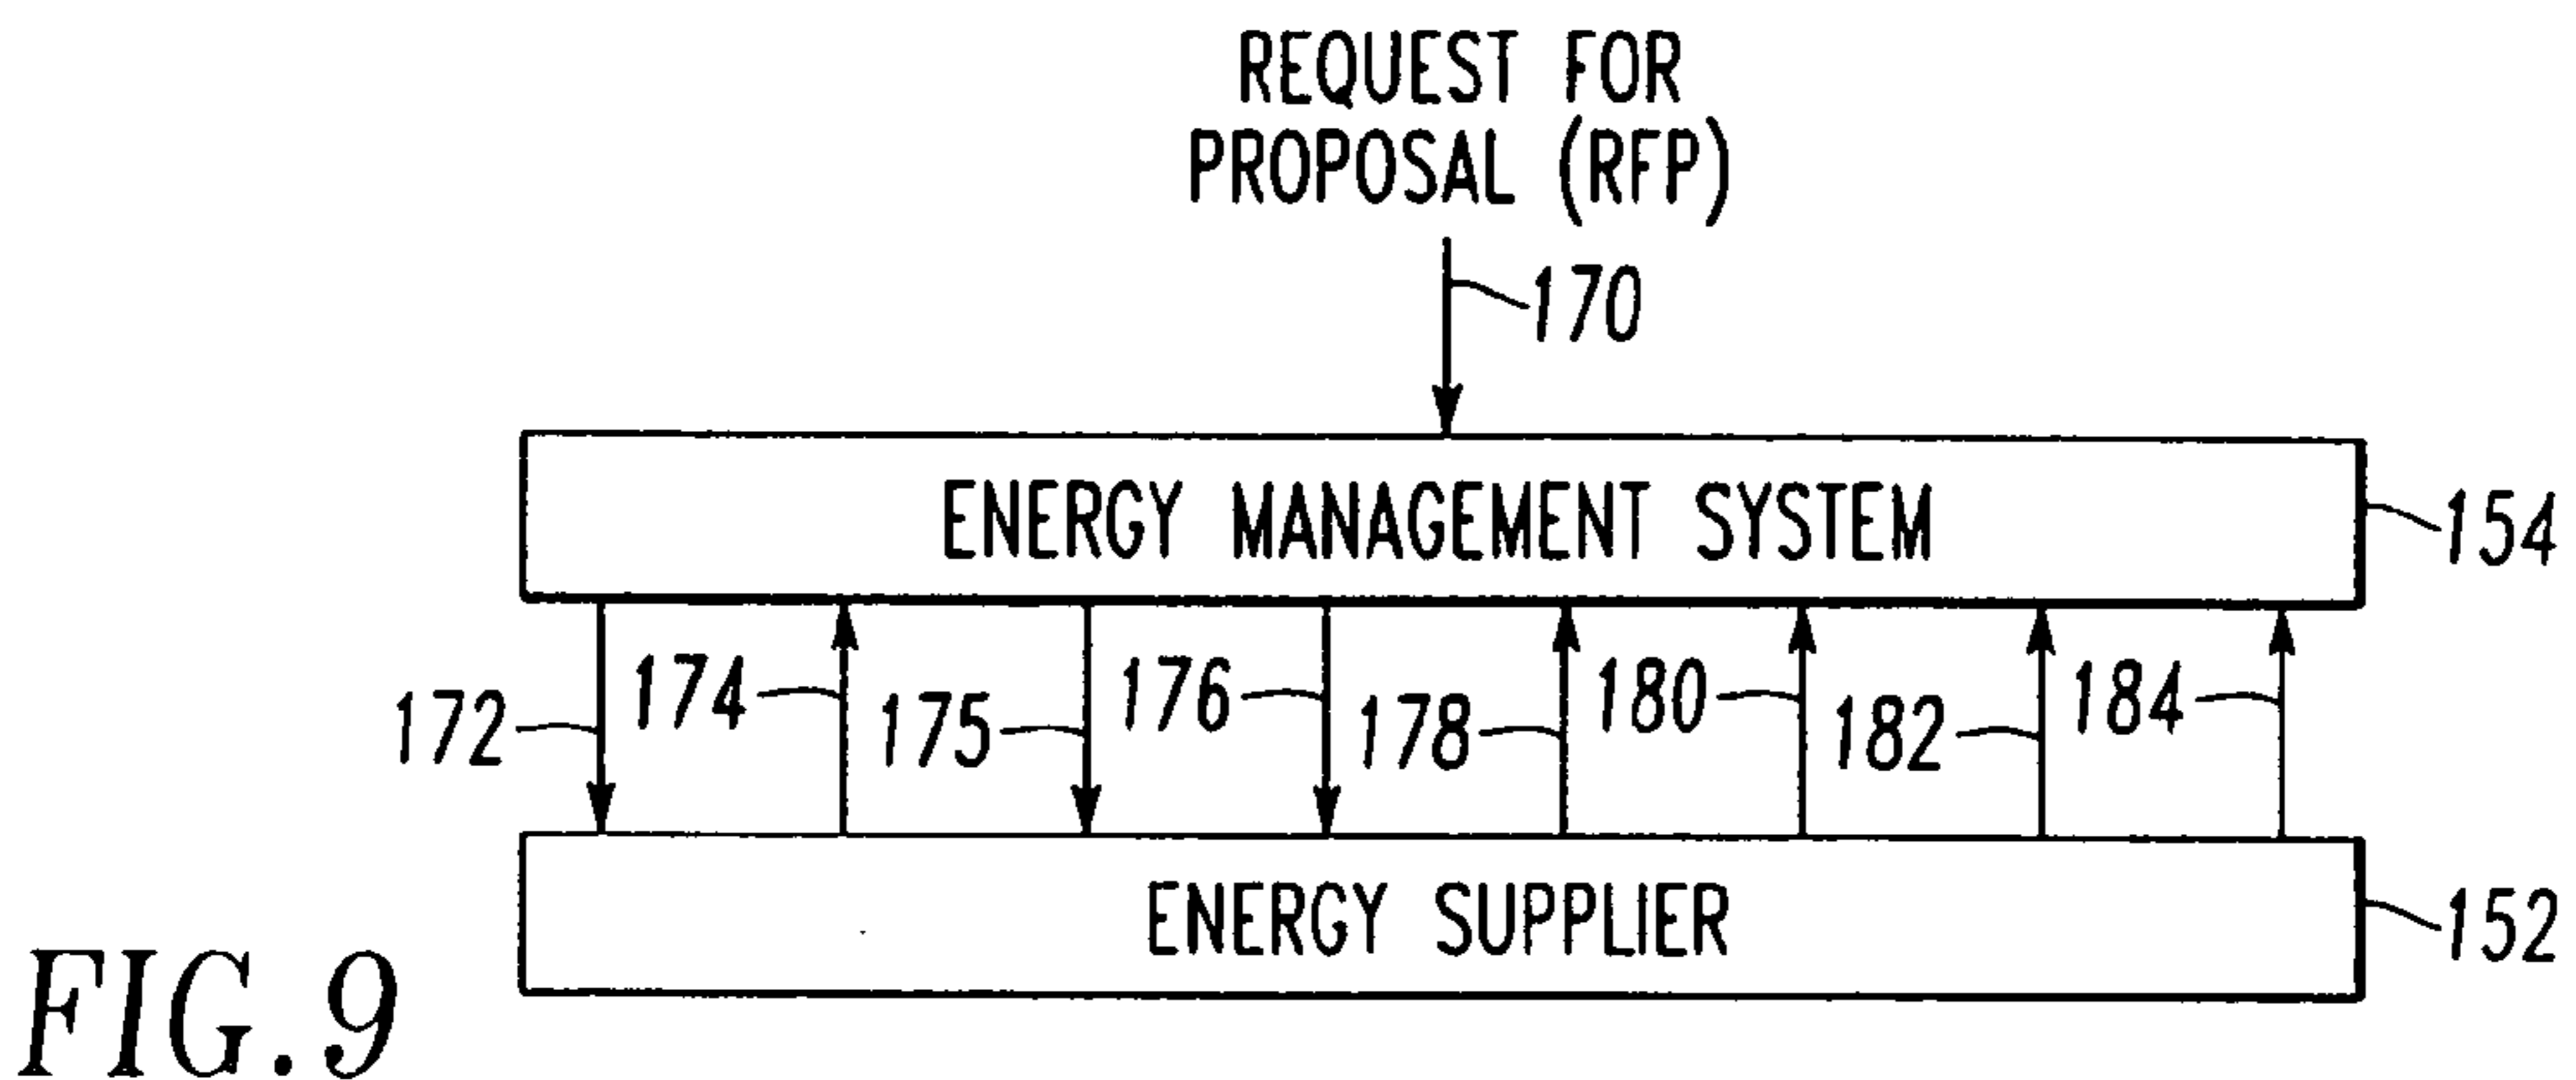 REQUEST FOR
PROPOSAL (RFP)
170
ENERGY MANAGEMENT SYSTEM
154
172
174
175
176
178
180
182
184
ENERGY SUPPLIER
152
FIG.9